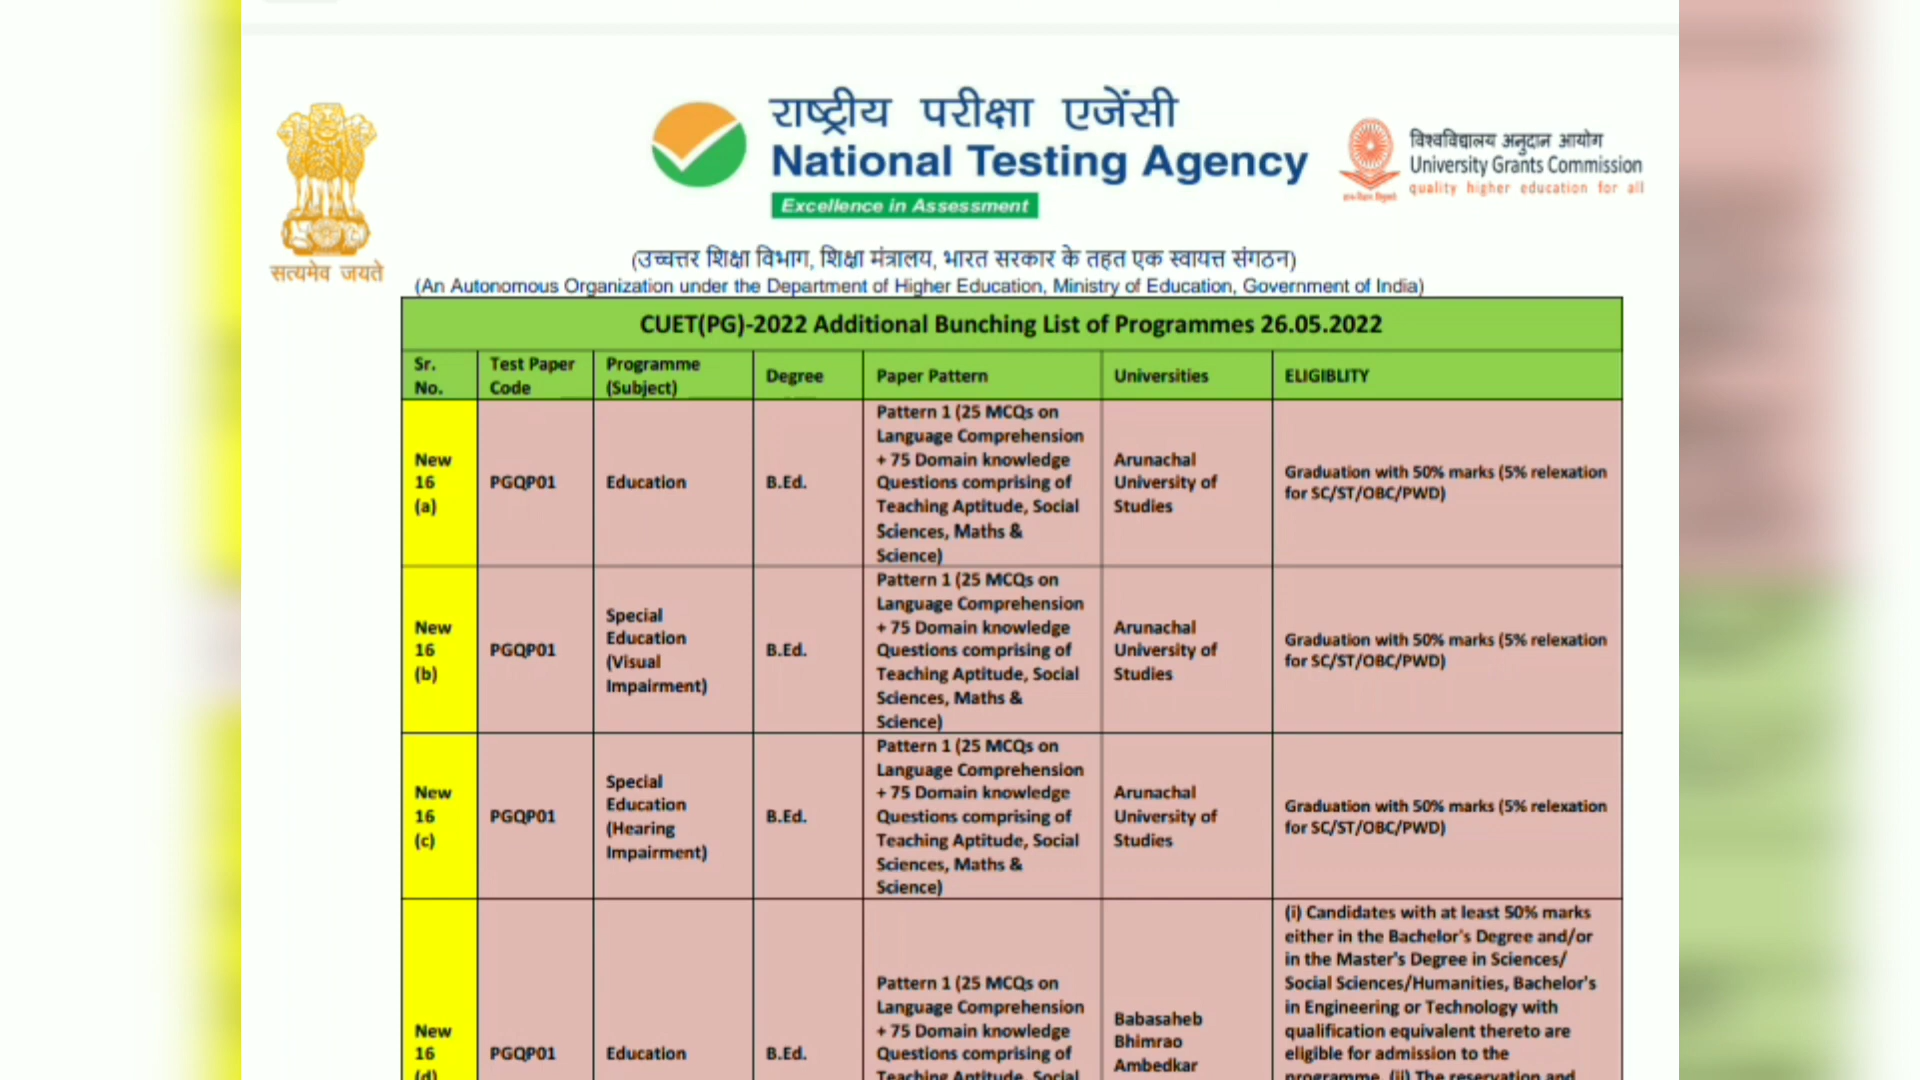 राष्ट्रीय परीक्षा एजेंसी
National Testing Agency
Excellence in Assessment
विश्वविद्यालय अनुदान आयोग
University Grants Commission
quality higher education for all
सत्यमेव जयते
(उच्चत्तर शिक्षा विभाग, शिक्षा मंत्रालय, भारत सरकार के तहत एक स्वायत्त संगठन)
(An Autonomous Organization under the Department of Higher Education, Ministry of Education, Government of India)
CUET(PG)-2022 Additional Bunching List of Programmes 26.05.2022
Sr.
No.
Test Paper
Code
Programme
(Subject)
Degree
Paper Pattern
Universities
ELIGIBLITY
New
16
(a)
PGQP01
Education
B.Ed.
Pattern 1 (25 MCQs on
Language Comprehension
+ 75 Domain knowledge
Questions comprising of
Teaching Aptitude, Social
Sciences, Maths &
Science)
Arunachal
University of
Studies
Graduation with 50% marks (5% relexation
for SC/ST/OBC/PWD)
New
16
(b)
PGQP01
Special
Education
(Visual
Impairment)
B.Ed.
Pattern 1 (25 MCQs on
Language Comprehension
+ 75 Domain knowledge
Questions comprising of
Teaching Aptitude, Social
Sciences, Maths &
Science)
Arunachal
University of
Studies
Graduation with 50% marks (5% relexation
for SC/ST/OBC/PWD)
New
16
(c)
PGQP01
Special
Education
(Hearing
Impairment)
B.Ed.
Pattern 1 (25 MCQs on
Language Comprehension
+ 75 Domain knowledge
Questions comprising of
Teaching Aptitude, Social
Sciences, Maths &
Science)
Arunachal
University of
Studies
Graduation with 50% marks (5% relexation
for SC/ST/OBC/PWD)
New
16
(d)
PGQP01
Education
B.Ed.
Pattern 1 (25 MCQs on
Language Comprehension
+ 75 Domain knowledge
Questions comprising of
Teaching Aptitude, Social
Babasaheb
Bhimrao
Ambedkar
(i) Candidates with at least 50% marks
either in the Bachelor's Degree and/or
in the Master's Degree in Sciences/
Social Sciences/Humanities, Bachelor's
in Engineering or Technology with
qualification equivalent thereto are
eligible for admission to the
programme. (ii) The reservation and